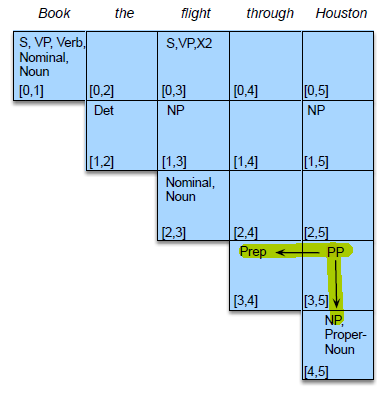 Book the flight through Houston
S, VP, Verb, S,VP,X2
Nominal,
Noun
[0,1] [0,2] [0,3] [0,4] [0,5]
Det NP NP
[1,2] [1,3] [1,4] [1,5]
Nominal,
Noun
[2,3] [2,4] [2,5]
Prep PP
[3,4] [3,5]
NP,
Proper-
Noun
[4,5]